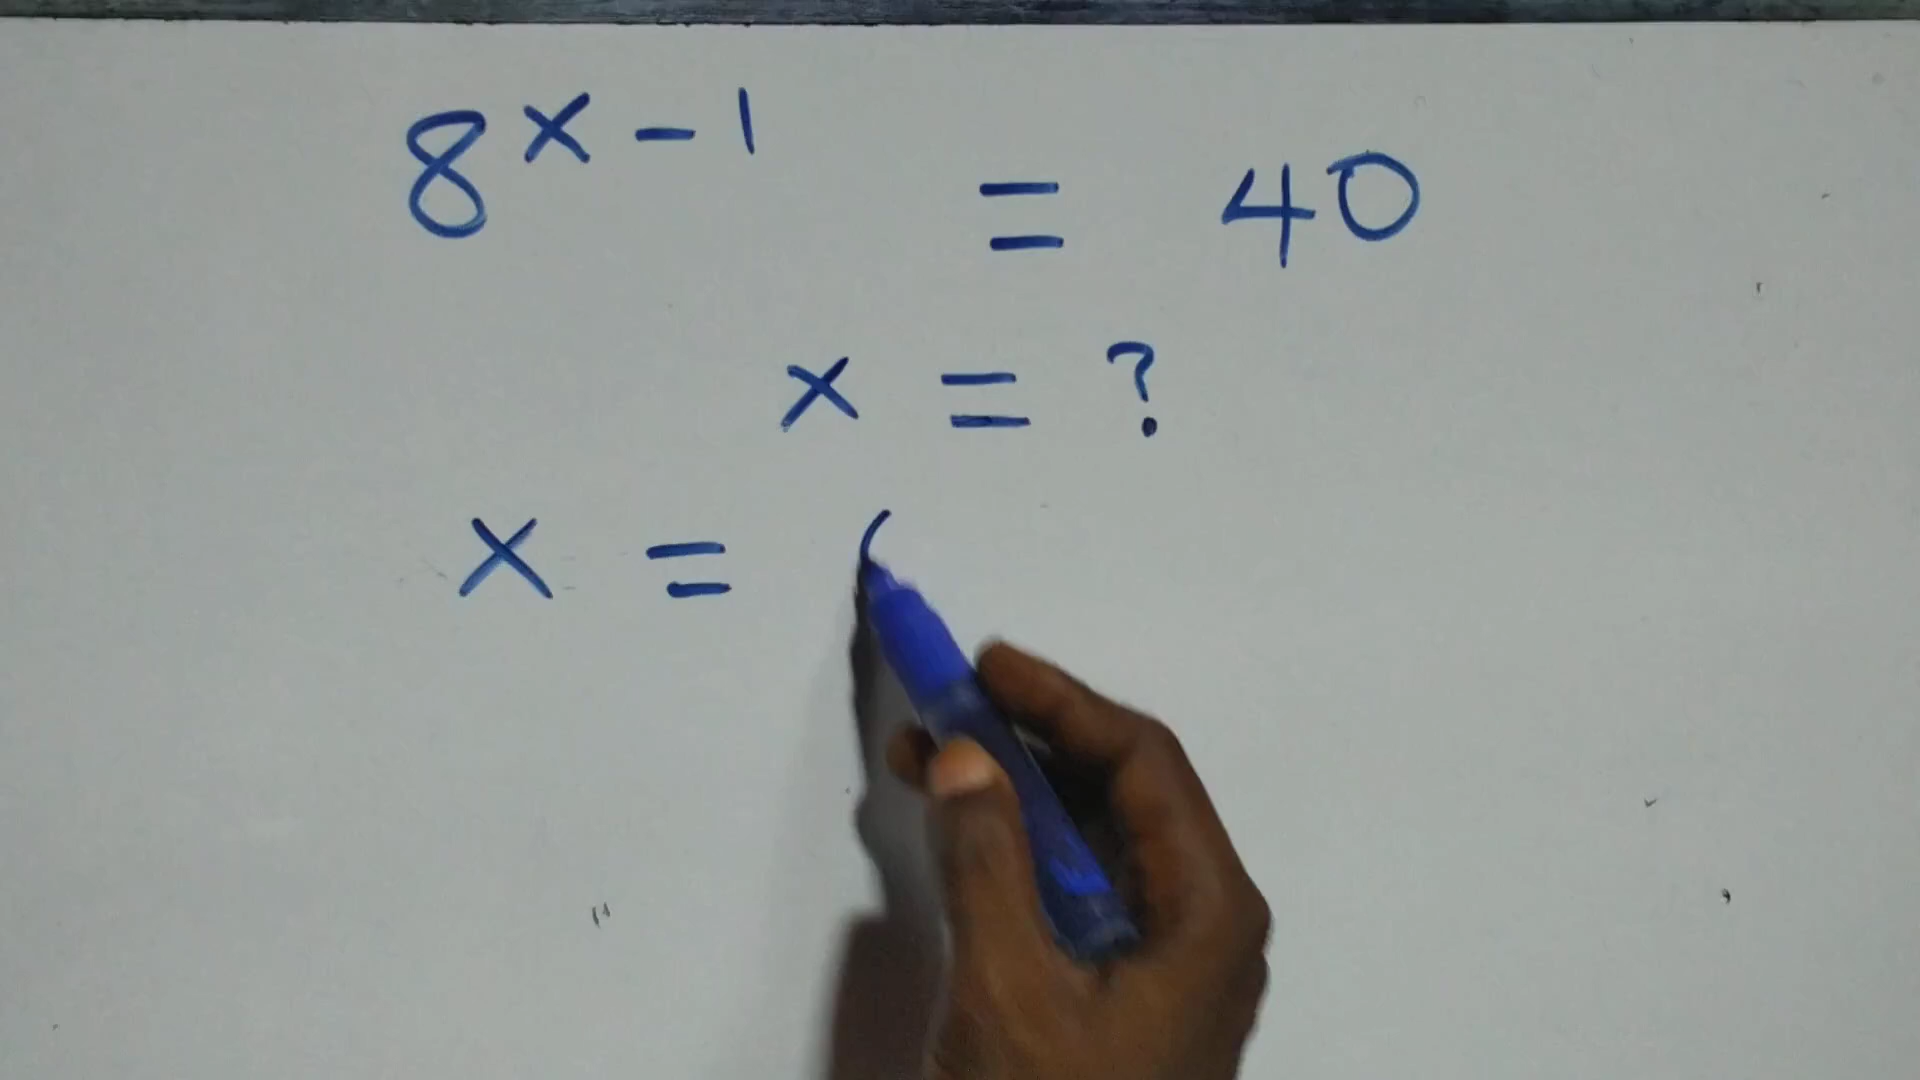 8^{x-1} = 40
x = ?
x = (